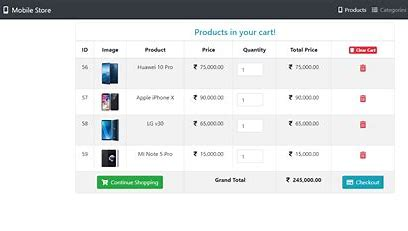 Mobile Store Products Categories
Products in your cart!
ID Image Product Price Quantity Total Price Clear Cart
56 Huawei 10 Pro ₹ 75,000.00 1 ₹ 75,000.00
57 Apple iPhone X ₹ 90,000.00 1 ₹ 90,000.00
58 LG v30 ₹ 65,000.00 1 ₹ 65,000.00
59 Mi Note 5 Pro ₹ 15,000.00 1 ₹ 15,000.00
Continue Shopping Grand Total ₹ 245,000.00 Checkout